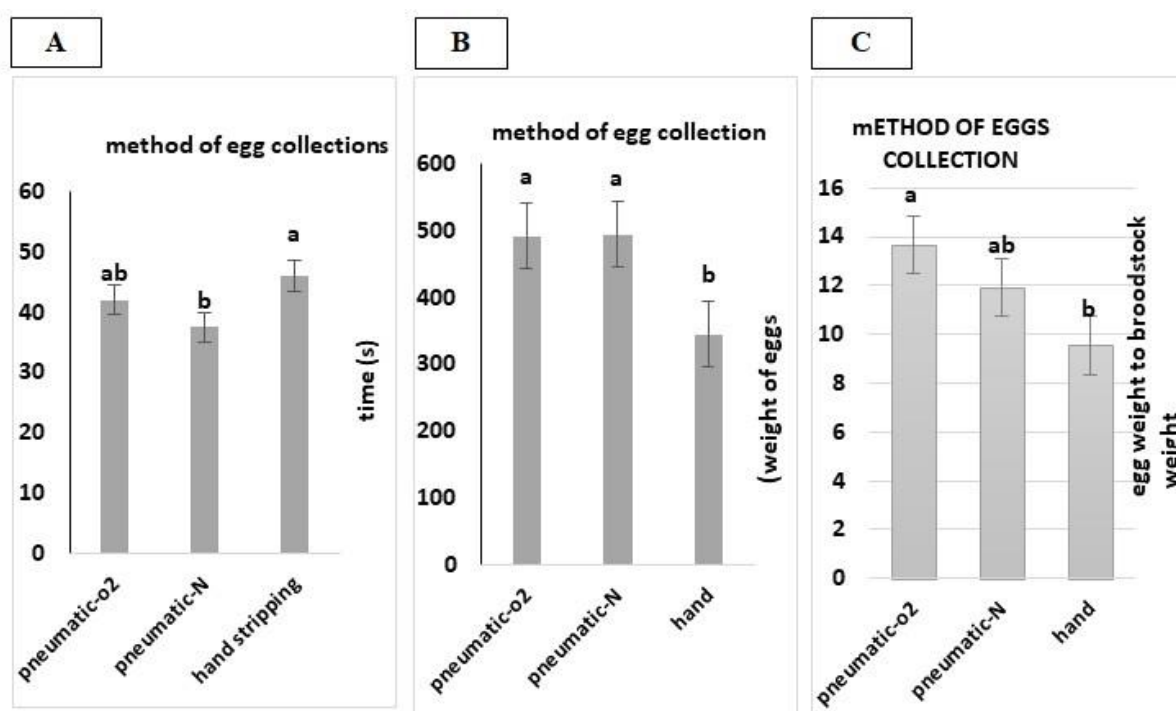 A
method of egg collections
60
50
40
30
20
10
0
ab
b
a
time (s)
pneumatic-o2
pneumatic-N
hand stripping
B
method of egg collection
600
500
400
300
200
100
0
a
a
b
(weight of eggs
pneumatic-o2
pneumatic-N
hand
C
mETHOD OF EGGS
COLLECTION
16
14
12
10
8
6
4
2
0
a
ab
b
egg weight to broodstock
weight
pneumatic-o2
pneumatic-N
hand